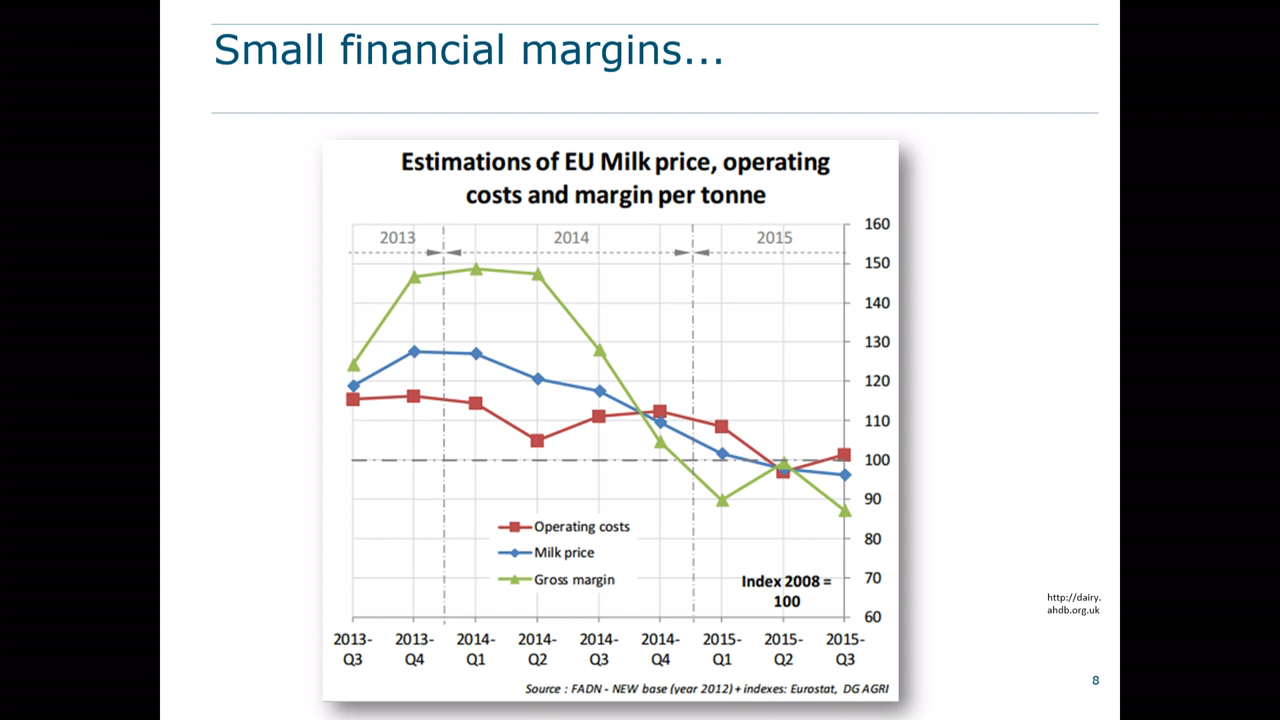 Small financial margins...
Estimations of EU Milk price, operating
costs and margin per tonne
2013
2014
2015
160
150
140
130
120
110
100
90
80
70
60
Operating costs
Milk price
Gross margin
Index 2008 =
100
2013-
Q3
2013-
Q4
2014-
Q1
2014-
Q2
2014-
Q3
2014-
Q4
2015-
Q1
2015-
Q2
2015-
Q3
Source : FADN - NEW base (year 2012) + indexes: Eurostat, DG AGRI
http://dairy.
ahdb.org.uk
8